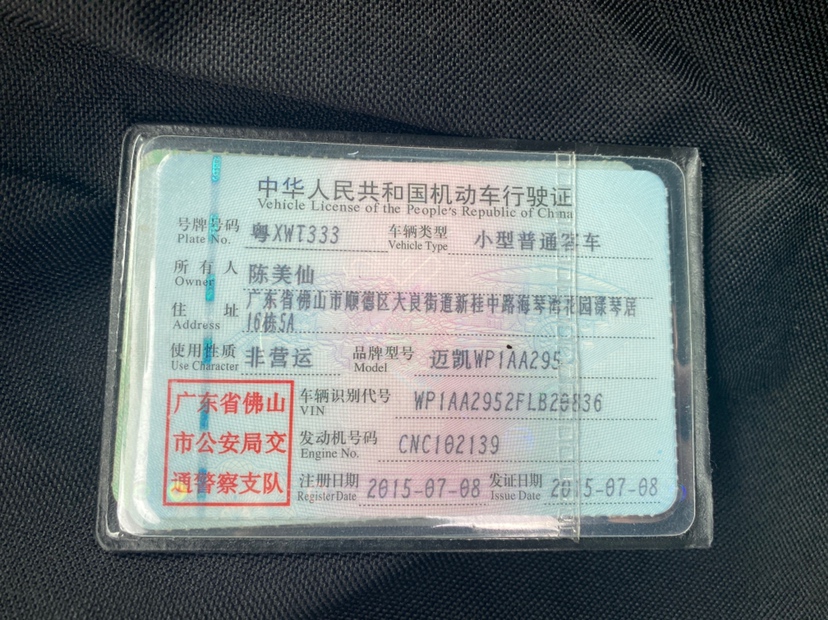 中华人民共和国机动车行驶证
Vehicle License of the People's Republic of China
号牌号码 粤XWT333 车辆类型 小型普通客车
Plate No. Vehicle Type
所有人 陈美仙
Owner
住址 广东省佛山市顺德区大良街道新桂中路海琴湾花园漾琴居
Address 16栋5A
使用性质 非营运 品牌型号 迈凯WP1AA295
Use Character Model
广东省佛山
市公安局交
通警察支队
车辆识别代号 WP1AA2952FLB20836
VIN
发动机号码 CNC102139
Engine No.
注册日期 2015-07-08 发证日期 2015-07-08
Register Date Issue Date